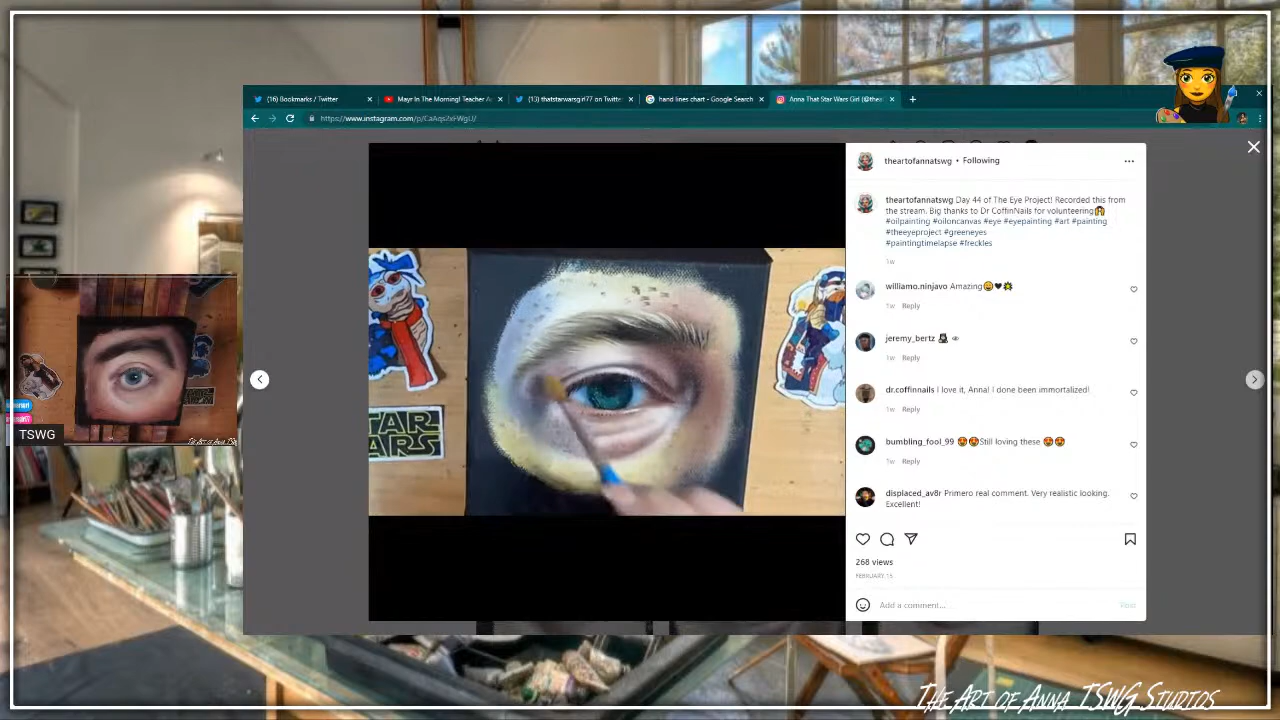 (16) Bookmarks / Twitter
Mayr In The Morning! Teacher A
(13) thatstarwarsgirl77 on Twitte
hand lines chart - Google Search
Anna That Star Wars Girl (@thea
https://www.instagram.com/p/CaAqs2xFWgU/
theartofannatswg • Following
theartofannatswg Day 44 of The Eye Project! Recorded this from
the stream. Big thanks to Dr CoffinNails for volunteering
#oilpainting #oiloncanvas #eye #eyepainting #art #painting
#theeyeproject #greeneyes
#paintingtimelapse #freckles
1w
williamo.ninjavo Amazing
1w Reply
jeremy_bertz
1w Reply
dr.coffinnails I love it, Anna! I done been immortalized!
1w Reply
bumbling_fool_99 Still loving these
1w Reply
displaced_av8r Primero real comment. Very realistic looking.
Excellent!
268 views
FEBRUARY 15
Add a comment...
Post
TAR
WARS
TSWG
The Art of Anna TSWG Studios